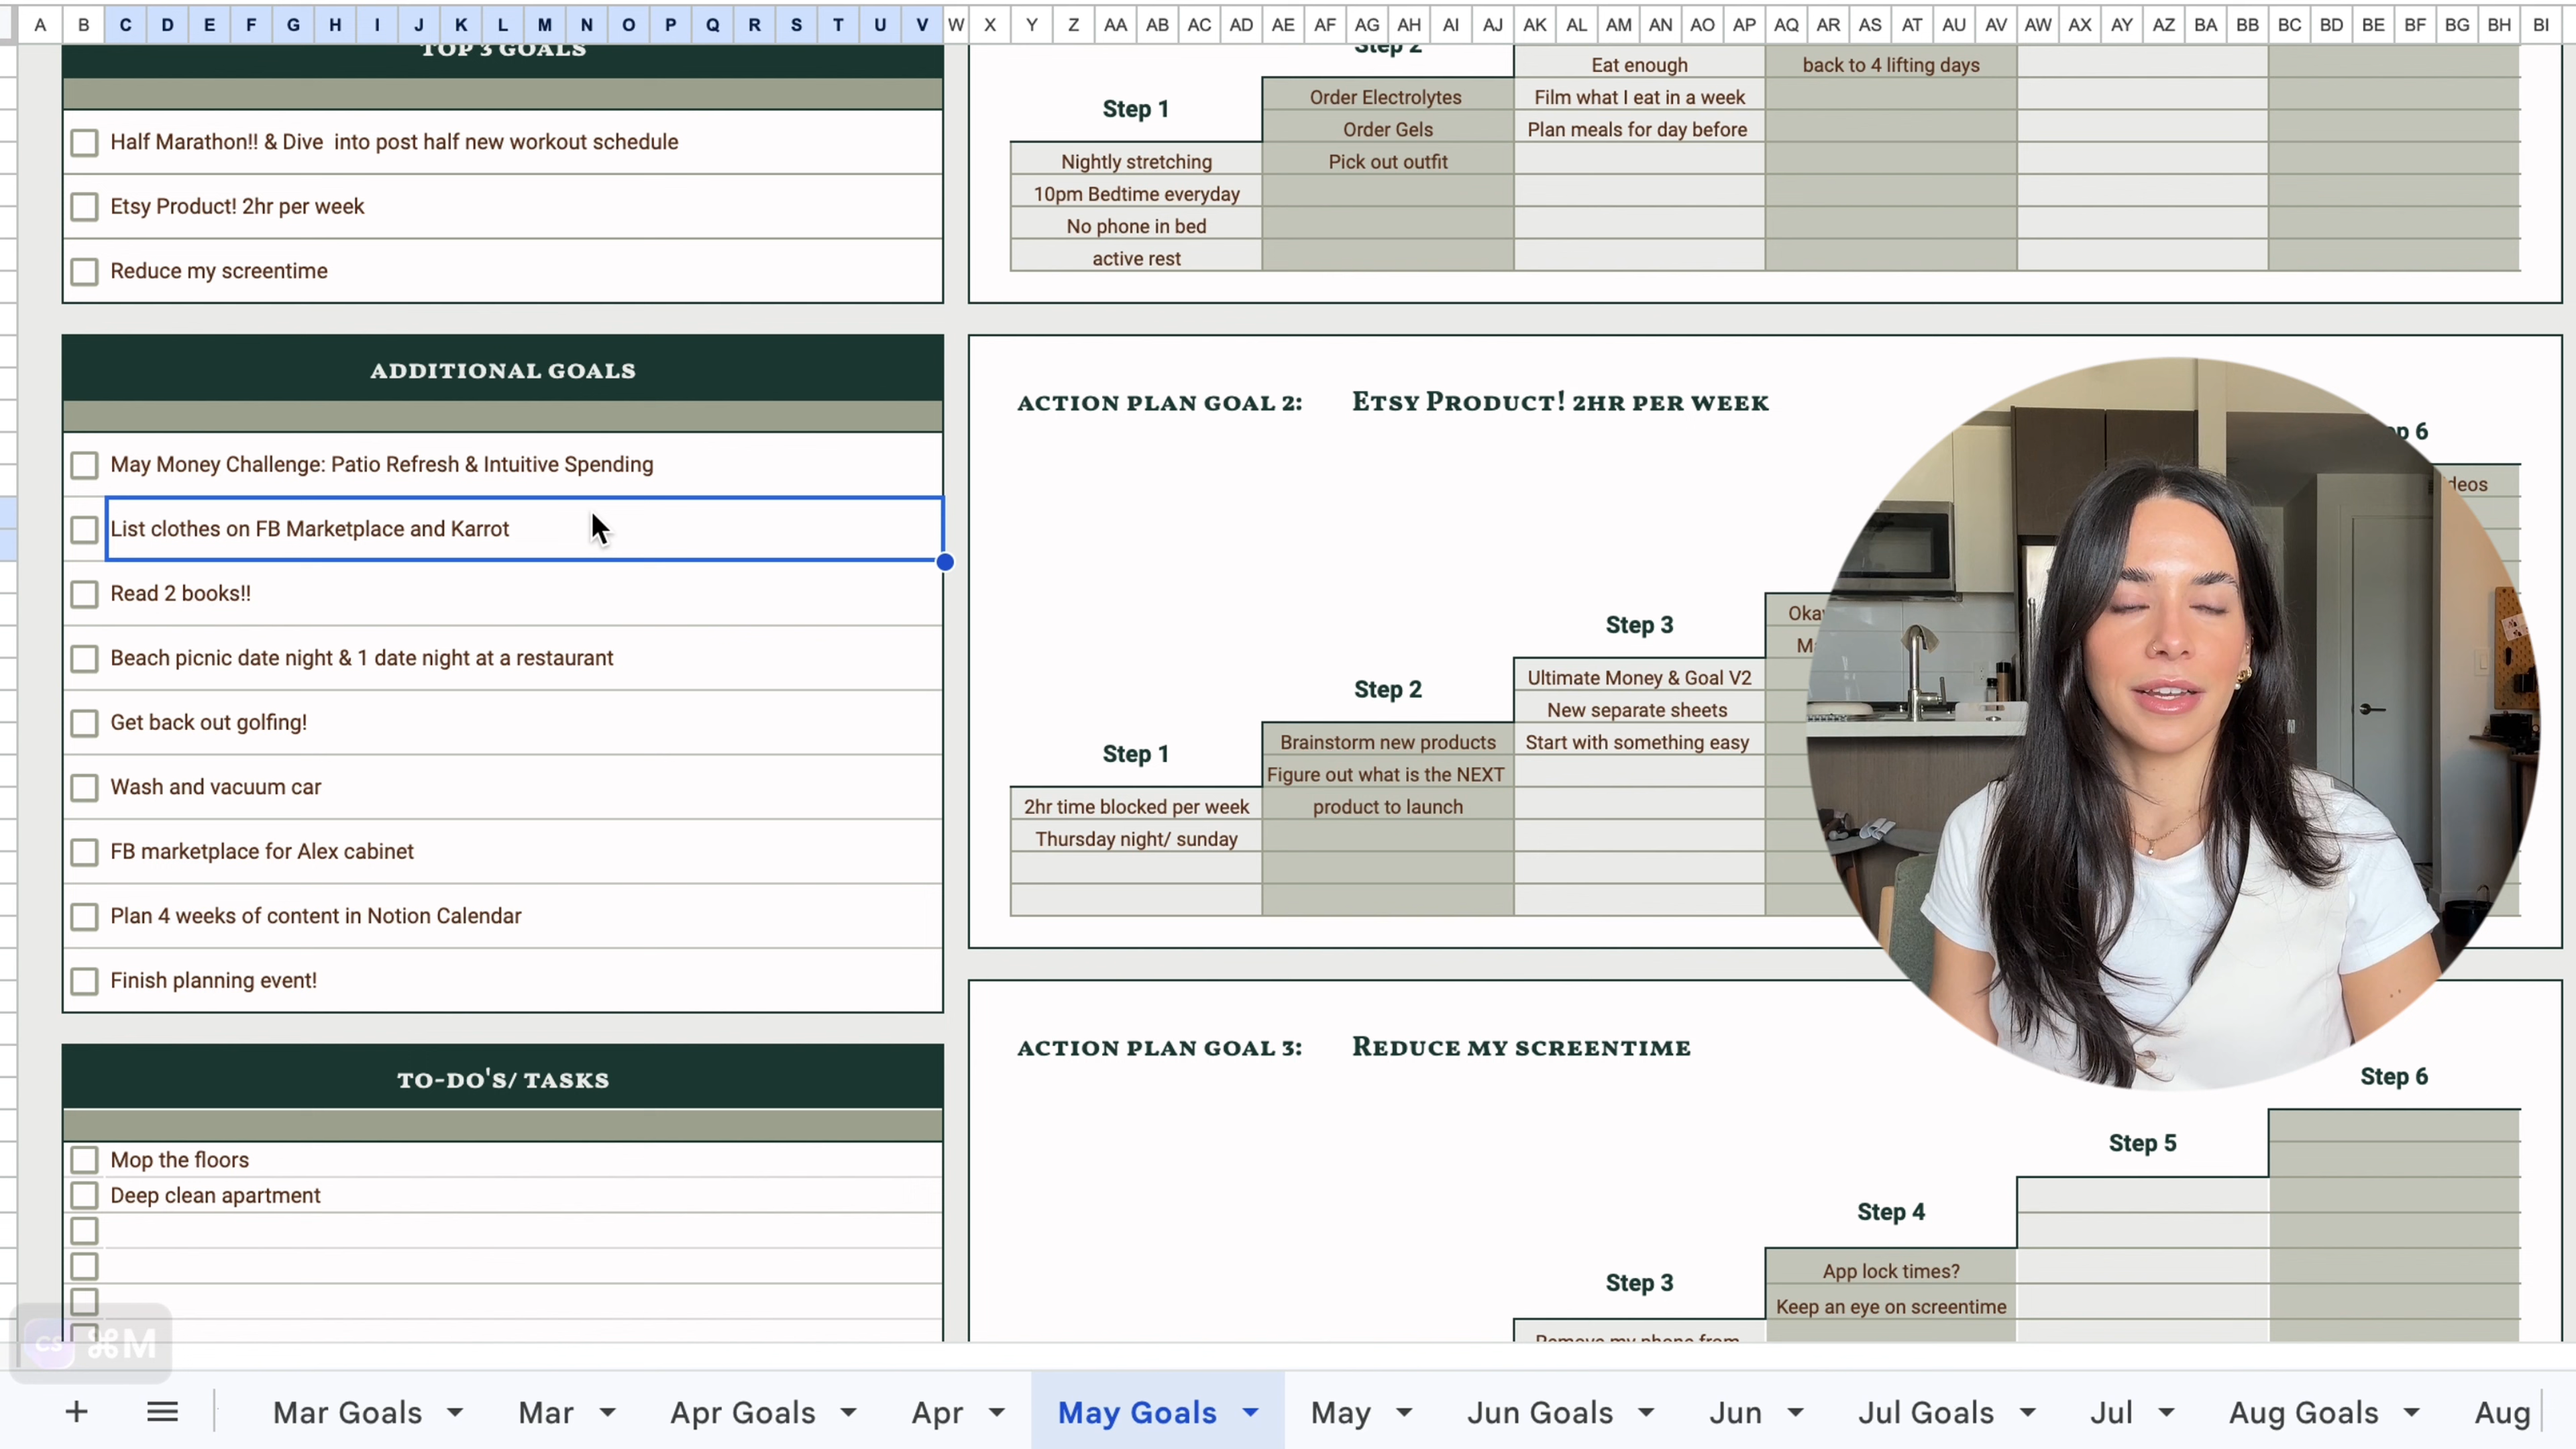 A B C D E F G H I J K L M N O P Q R S T U V W X Y Z AA AB AC AD AE AF AG AH AI AJ AK AL AM AN AO AP AQ AR AS AT AU AV AW AX AY AZ BA BB BC BD BE BF BG BH BI
TOP 3 GOALS
Half Marathon!! & Dive  into post half new workout schedule
Etsy Product! 2hr per week
Reduce my screentime
Step 1
Nightly stretching
10pm Bedtime everyday
No phone in bed
active rest
Step 2
Order Electrolytes
Order Gels
Pick out outfit
Eat enough
Film what I eat in a week
Plan meals for day before
back to 4 lifting days
ADDITIONAL GOALS
May Money Challenge: Patio Refresh & Intuitive Spending
List clothes on FB Marketplace and Karrot
Read 2 books!!
Beach picnic date night & 1 date night at a restaurant
Get back out golfing!
Wash and vacuum car
FB marketplace for Alex cabinet
Plan 4 weeks of content in Notion Calendar
Finish planning event!
ACTION PLAN GOAL 2: ETSY PRODUCT! 2HR PER WEEK
Step 1
2hr time blocked per week
Thursday night/ sunday
Step 2
Brainstorm new products
Figure out what is the NEXT
product to launch
Step 3
Ultimate Money & Goal V2
New separate sheets
Start with something easy
6
TO-DO'S/ TASKS
Mop the floors
Deep clean apartment
ACTION PLAN GOAL 3: REDUCE MY SCREENTIME
Step 3
Remove my phone from
Step 4
App lock times?
Keep an eye on screentime
Step 5
Step 6
CS ⌘M
+ Mar Goals Mar Apr Goals Apr May Goals May Jun Goals Jun Jul Goals Jul Aug Goals Aug